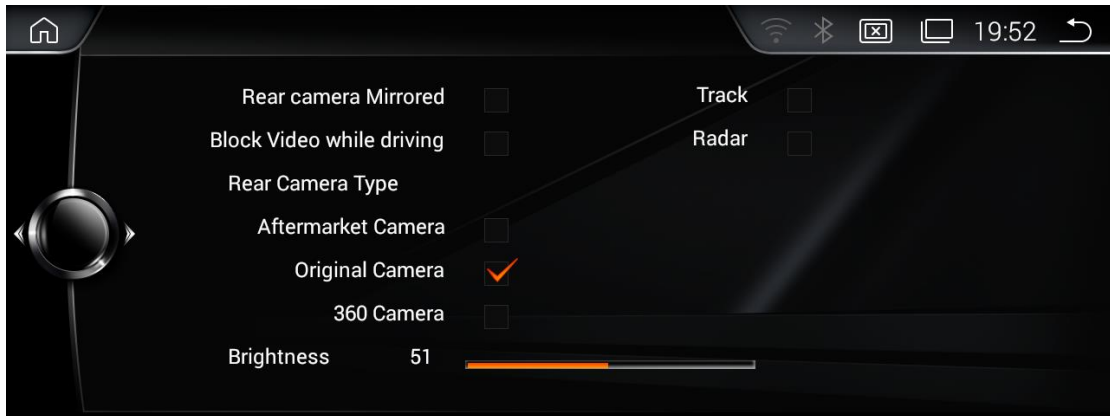 19:52
Rear camera Mirrored
Track
Block Video while driving
Radar
Rear Camera Type
Aftermarket Camera
Original Camera
360 Camera
Brightness 51